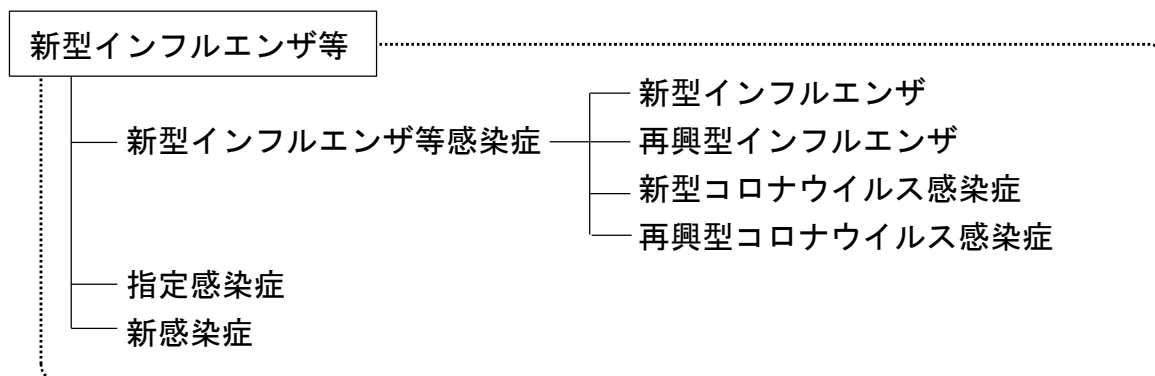 新型インフルエンザ等
新型インフルエンザ等感染症
新型インフルエンザ
再興型インフルエンザ
新型コロナウイルス感染症
再興型コロナウイルス感染症
指定感染症
新感染症